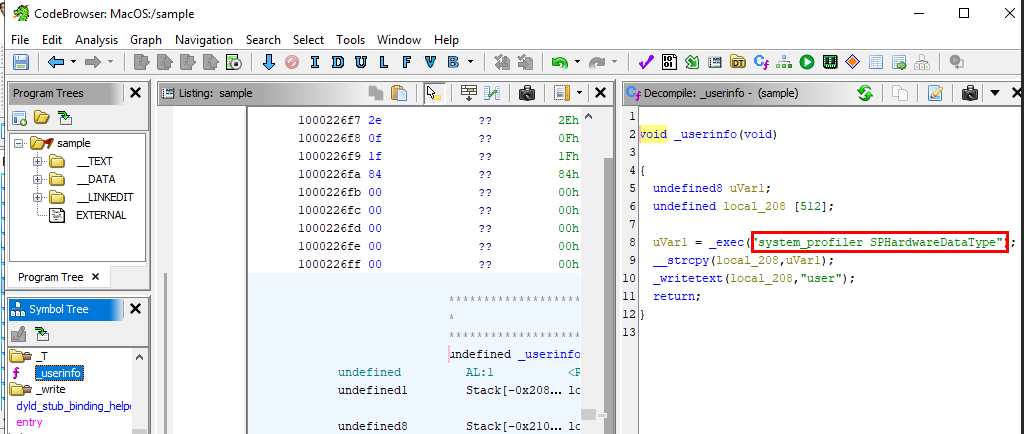 CodeBrowser: MacOS:/sample
File Edit Analysis Graph Navigation Search Select Tools Window Help
I D U L F V B
Program Trees
sample
__TEXT
__DATA
__LINKEDIT
EXTERNAL
Program Tree
Symbol Tree
_T
_userinfo
_write
dyld_stub_binding_helpe
entry
Listing: sample
1000226f7 2e ?? 2Eh
1000226f8 0f ?? 0Fh
1000226f9 1f ?? 1Fh
1000226fa 84 ?? 84h
1000226fb 00 ?? 00h
1000226fc 00 ?? 00h
1000226fd 00 ?? 00h
1000226fe 00 ?? 00h
1000226ff 00 ?? 00h
*
undefined _userinfo
undefined AL:1 <R
undefined1 Stack[-0x208... lo
undefined8 Stack[-0x210... lo
Decompile: _userinfo - (sample)
1
2 void _userinfo(void)
3
4 {
5 undefined8 uVar1;
6 undefined local_208 [512];
7
8 uVar1 = _exec("system_profiler SPHardwareDataType");
9 __strcpy(local_208,uVar1);
10 _writetext(local_208,"user");
11 return;
12 }
13